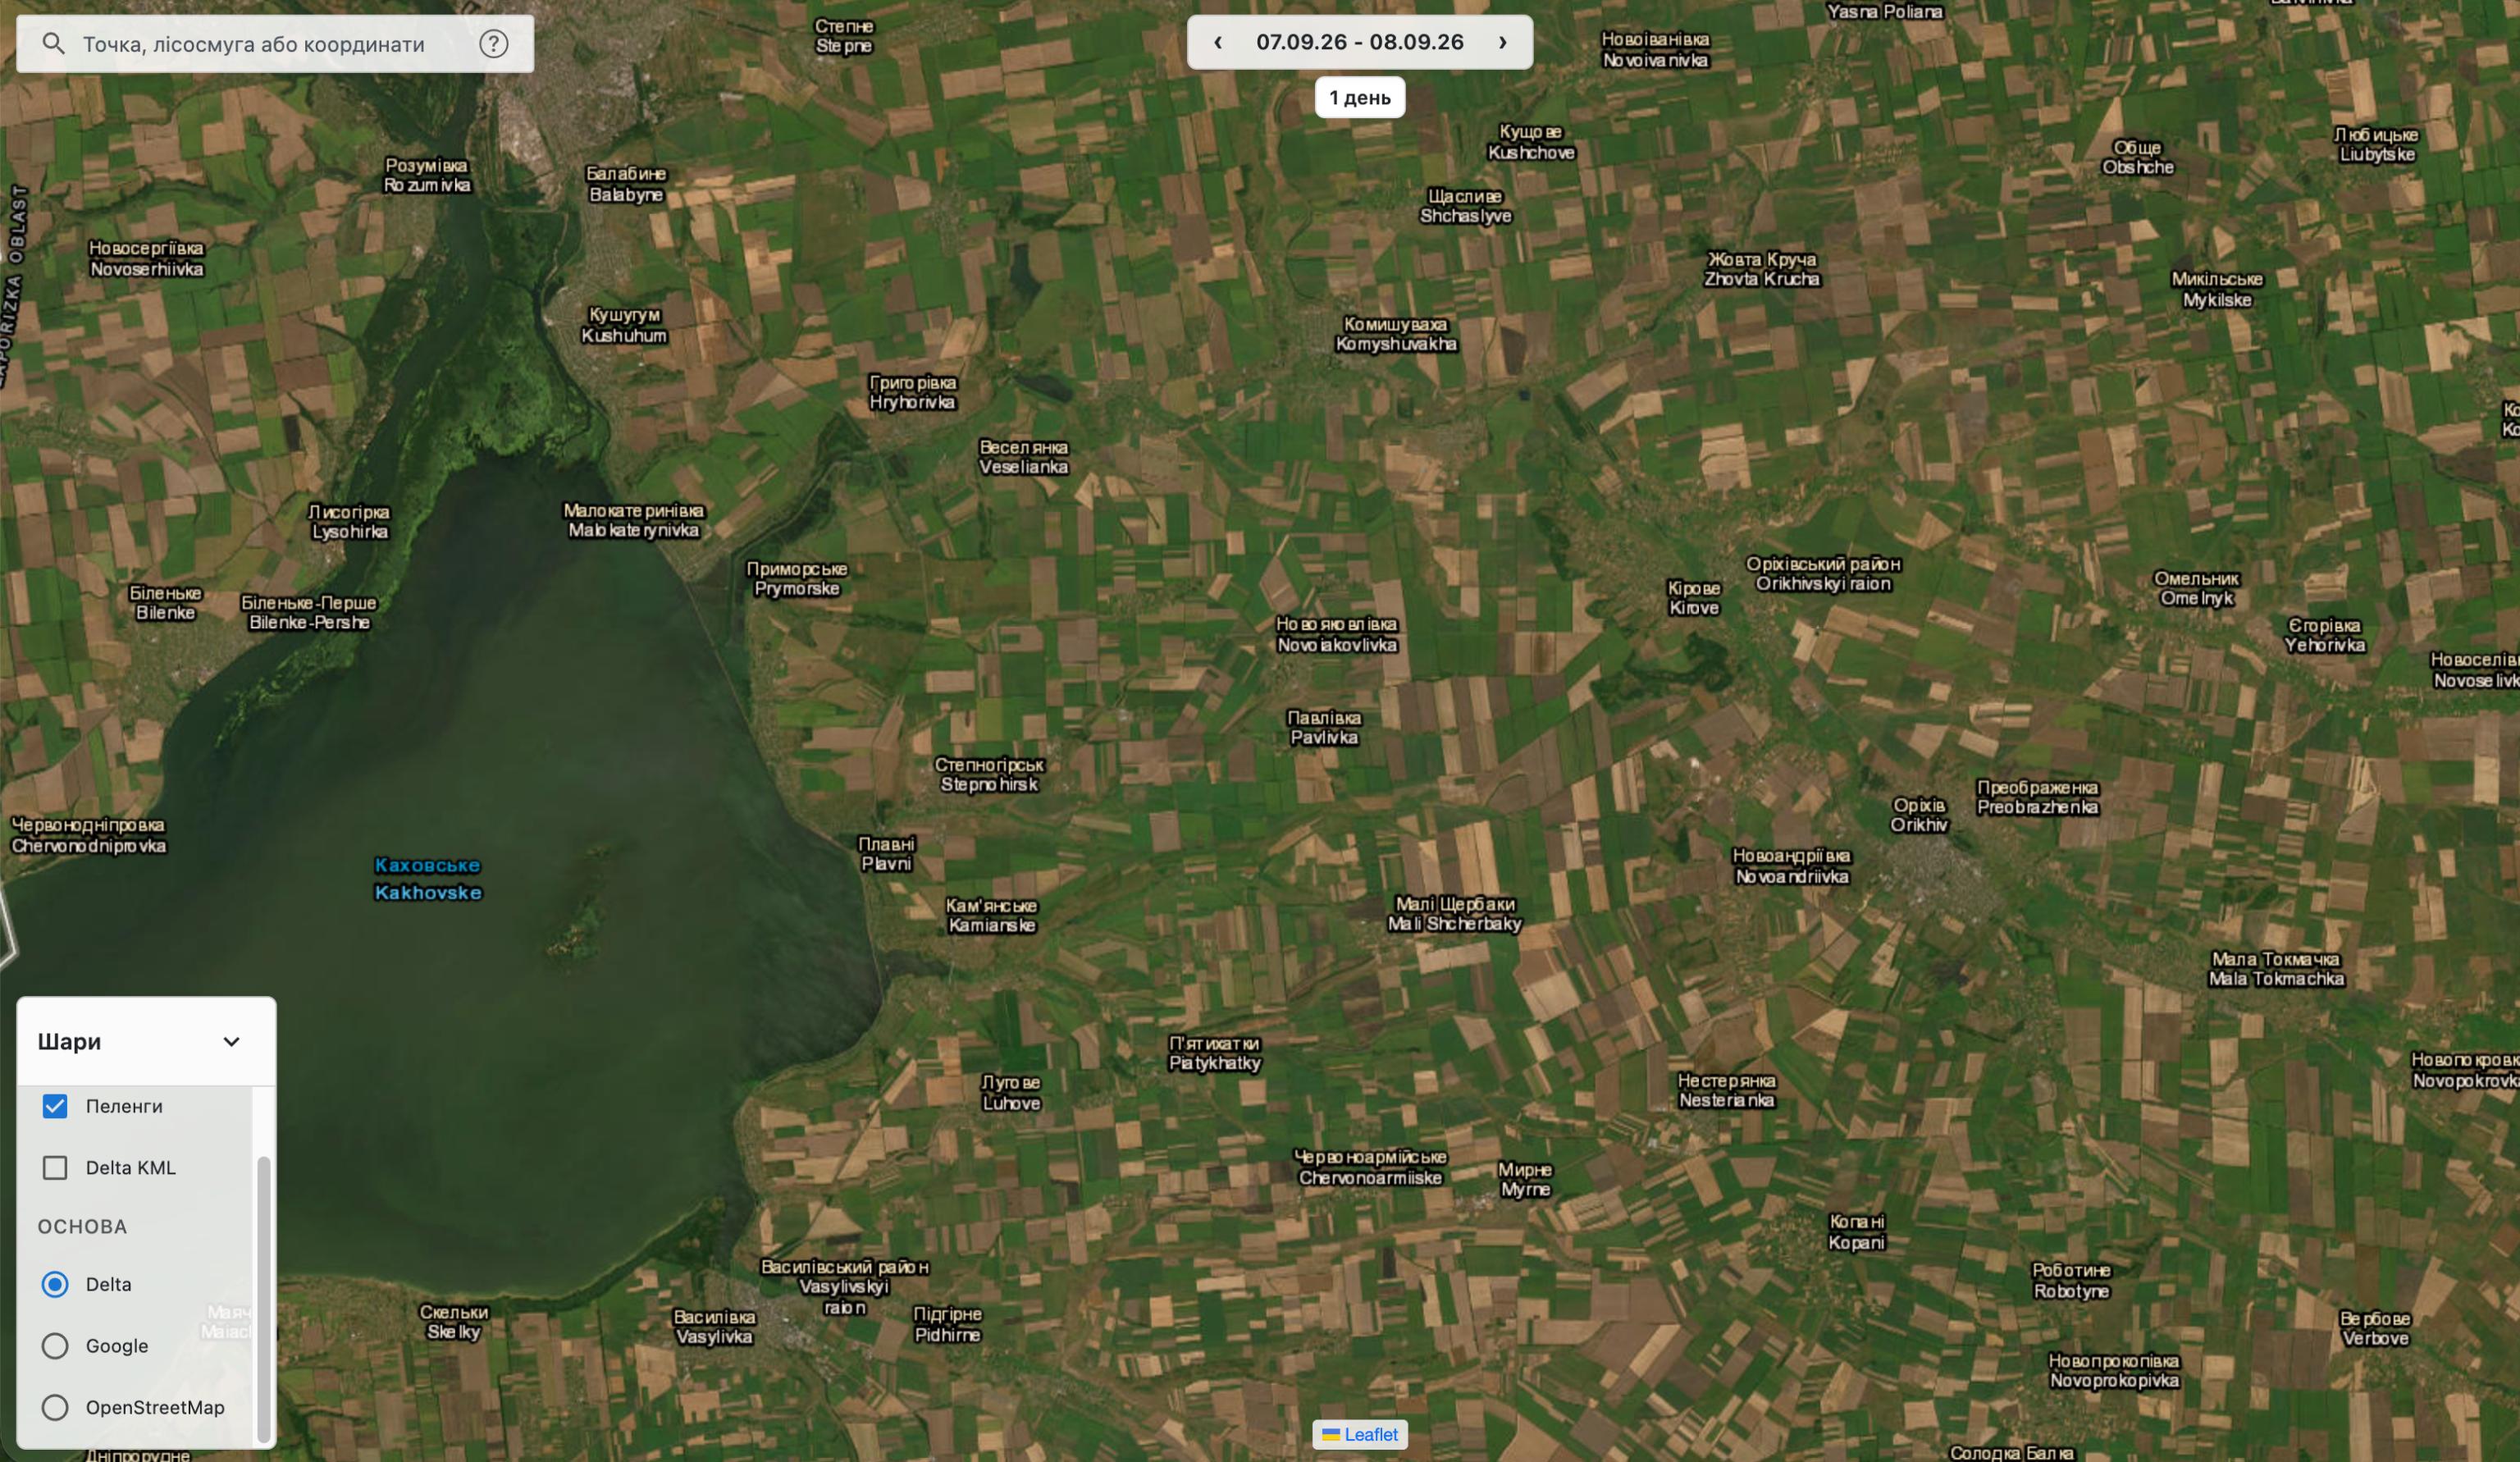 Точка, лісосмуга або координати
?
07.09.26 - 08.09.26
1 день
Степне
Stepne
Yasna Poliana
Новоіванівка
Novoivanivka
Кущове
Kushchove
Обще
Obshche
Любицьке
Liubytske
Розумівка
Rozumivka
Балабине
Balabyne
Щасливе
Shchaslyve
Новосергіївка
Novoserhiivka
Жовта Круча
Zhovta Krucha
Микільське
Mykilske
Кушугум
Kushuhum
Комишуваха
Komyshuvakha
Григорівка
Hryhorivka
Веселянка
Veselianka
Лисогірка
Lysohirka
Малокатеринівка
Malokaterynivka
Приморське
Prymorske
Оріхівський район
Orikhivskyi raion
Кірове
Kirove
Омельник
Omelnyk
Біленьке
Bilenke
Біленьке-Перше
Bilenke-Pershe
Новояковлівка
Novoiakovlivka
Єгорівка
Yehorivka
Новоселів
Novoselivk
Павлівка
Pavlivka
Степногірськ
Stepnohirsk
Преображенка
Preobrazhenka
Оріхів
Orikhiv
Червонодніпровка
Chervonodniprovka
Каховське
Kakhovske
Плавні
Plavni
Новоандріївка
Novoandriivka
Кам'янське
Kamianske
Малі Щербаки
Mali Shcherbaky
Мала Токмачка
Mala Tokmachka
П'ятихатки
Piatykhatky
Лугове
Luhove
Нестерянка
Nesterianka
Новопокровк
Novopokrovk
Червоноармійське
Chervonoarmiiske
Мирне
Myrne
Копані
Kopani
Роботине
Robotyne
Василівський район
Vasylivskyi
raion
Скельки
Skelky
Василівка
Vasylivka
Підгірне
Pidhirne
Вербове
Verbove
Новопрокопівка
Novoprokopivka
Солодка Балка
Шари
Пеленги
Delta KML
ОСНОВА
Delta
Google
OpenStreetMap
Дніпрорудне
Leaflet